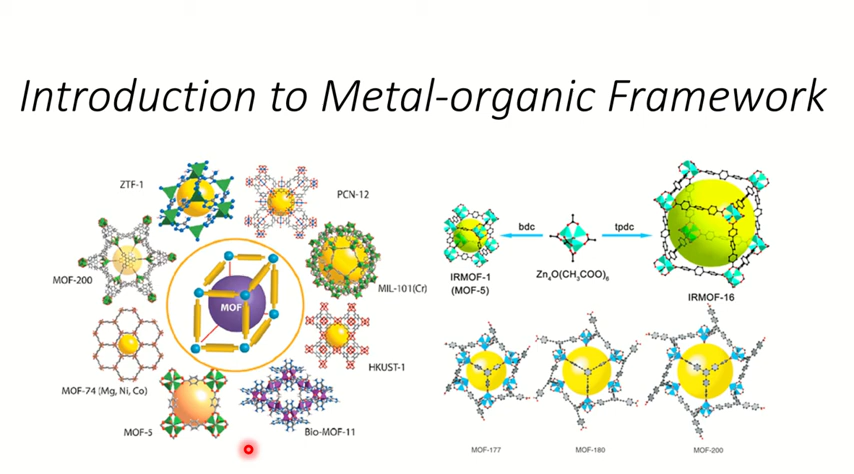 Introduction to Metal-organic Framework
ZTF-1
PCN-12
MOF-200
MOF
MIL-101(Cr)
HKUST-1
MOF-74 (Mg, Ni, Co)
MOF-5
Bio-MOF-11
bdc
tpdc
IRMOF-1
(MOF-5)
Zn₄O(CH₃COO)₆
IRMOF-16
MOF-177
MOF-180
MOF-200